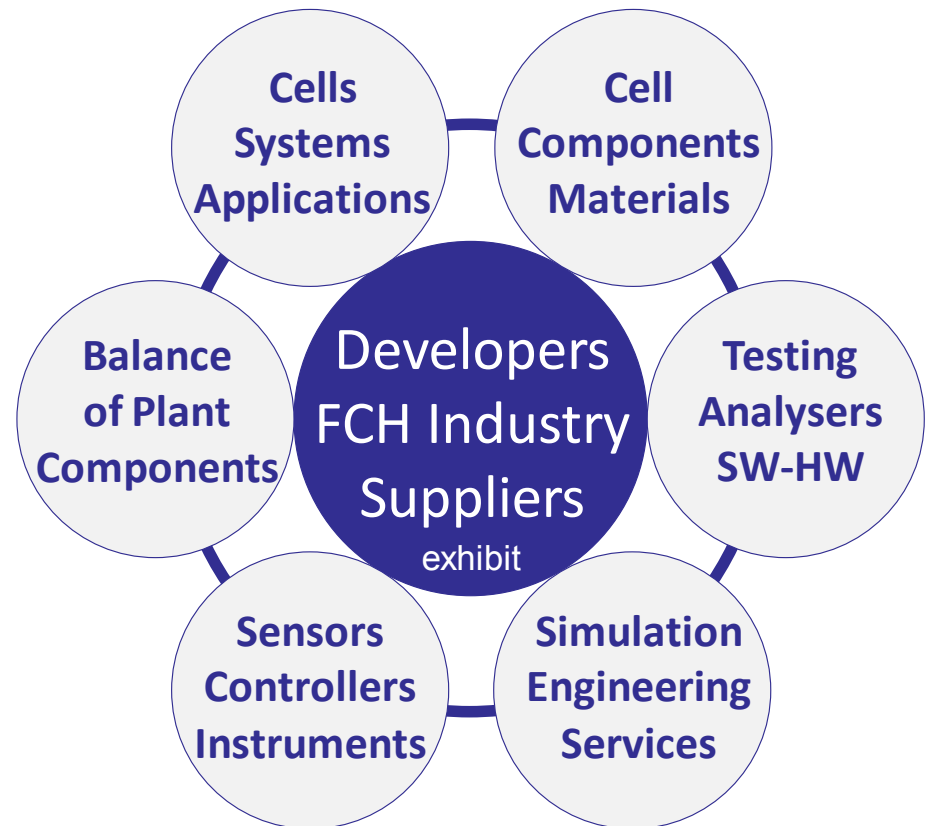 Cells
Systems
Applications
Cell
Components
Materials
Balance
of Plant
Components
Developers
FCH Industry
Suppliers
exhibit
Testing
Analysers
SW-HW
Sensors
Controllers
Instruments
Simulation
Engineering
Services